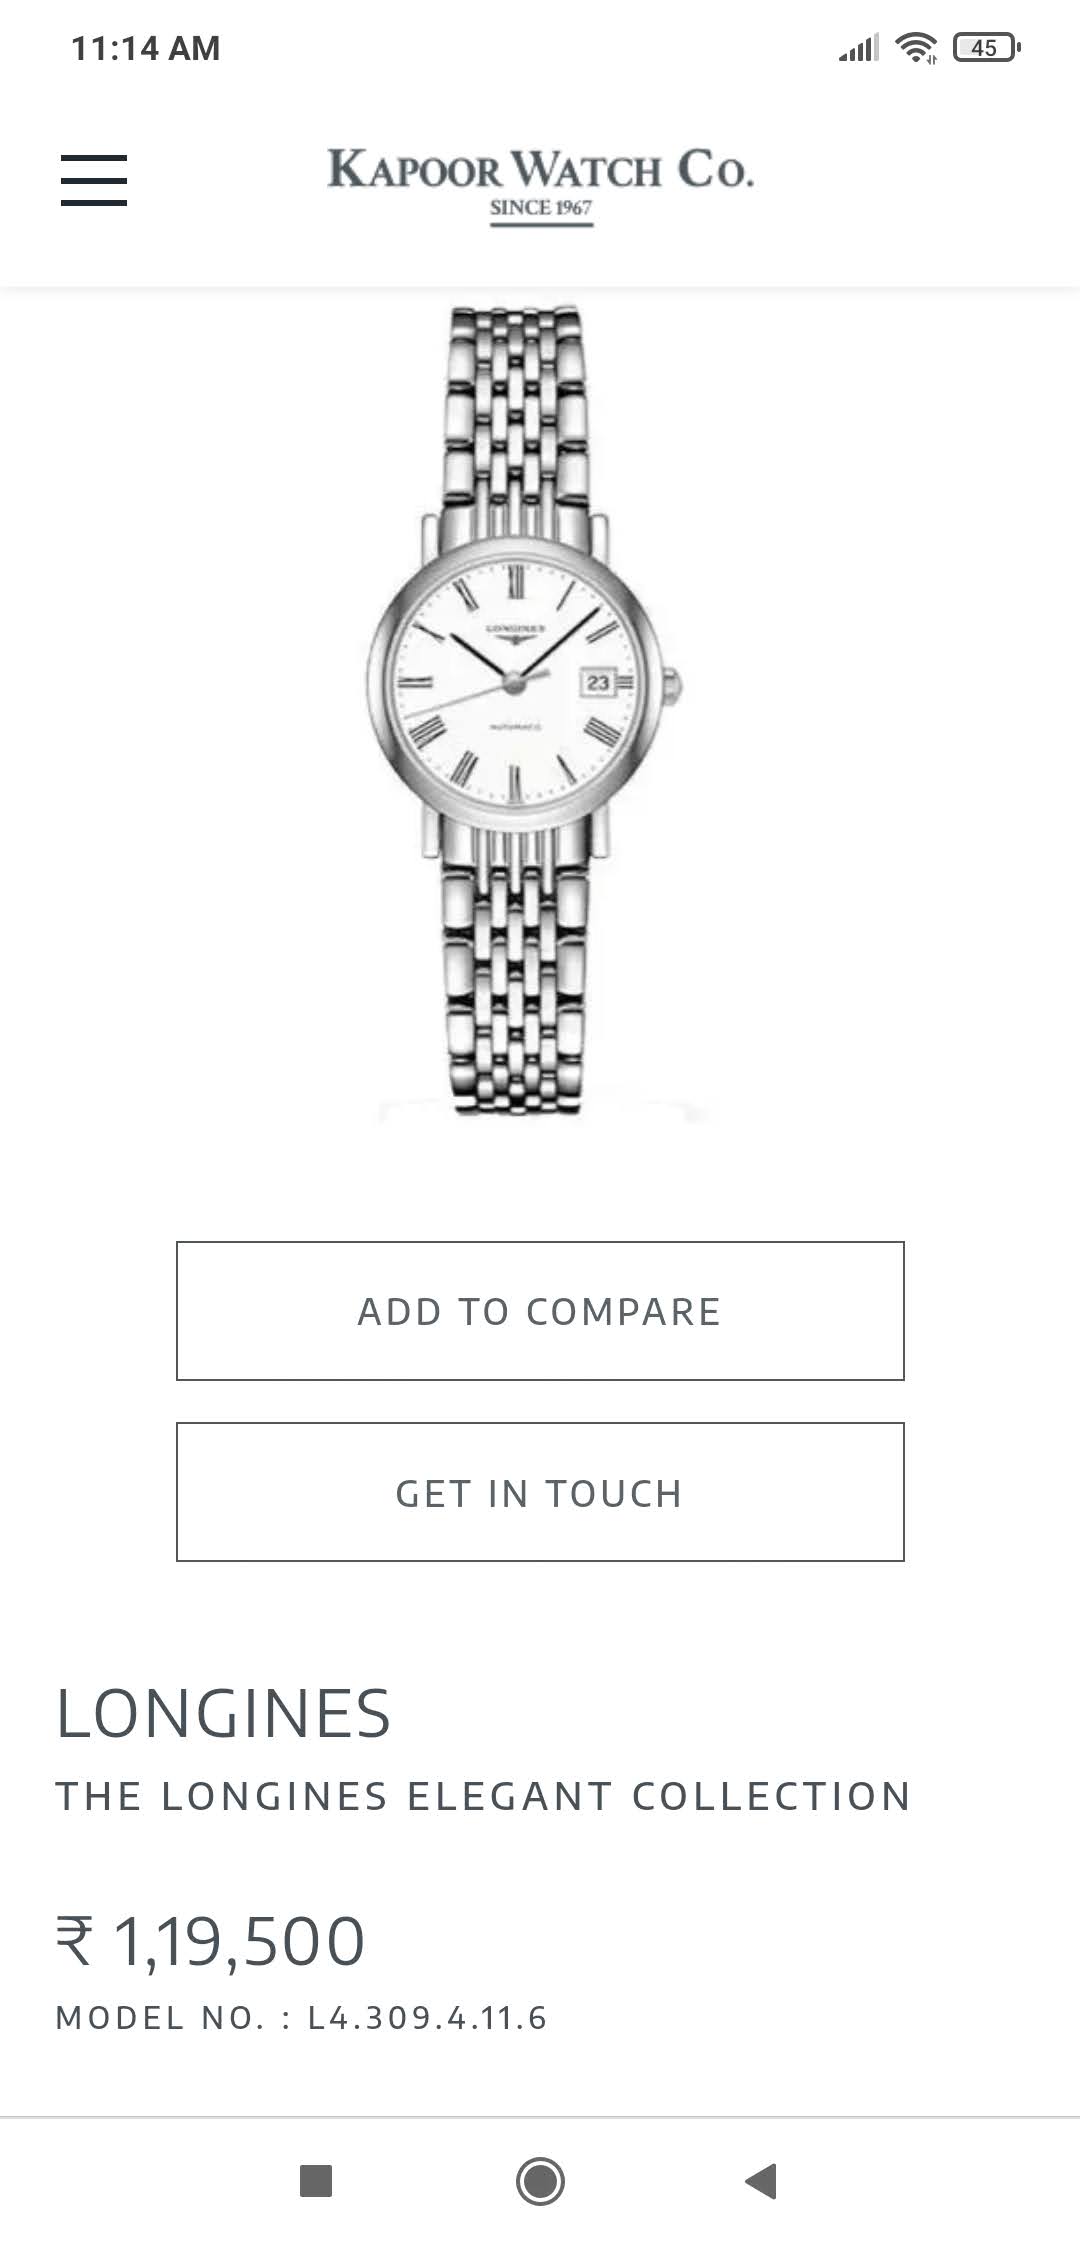 11:14 AM
45
KAPOOR WATCH CO.
SINCE 1967
LONGINES
23
AUTOMATIC
ADD TO COMPARE
GET IN TOUCH
LONGINES
THE LONGINES ELEGANT COLLECTION
₹ 1,19,500
MODEL NO. : L4.309.4.11.6